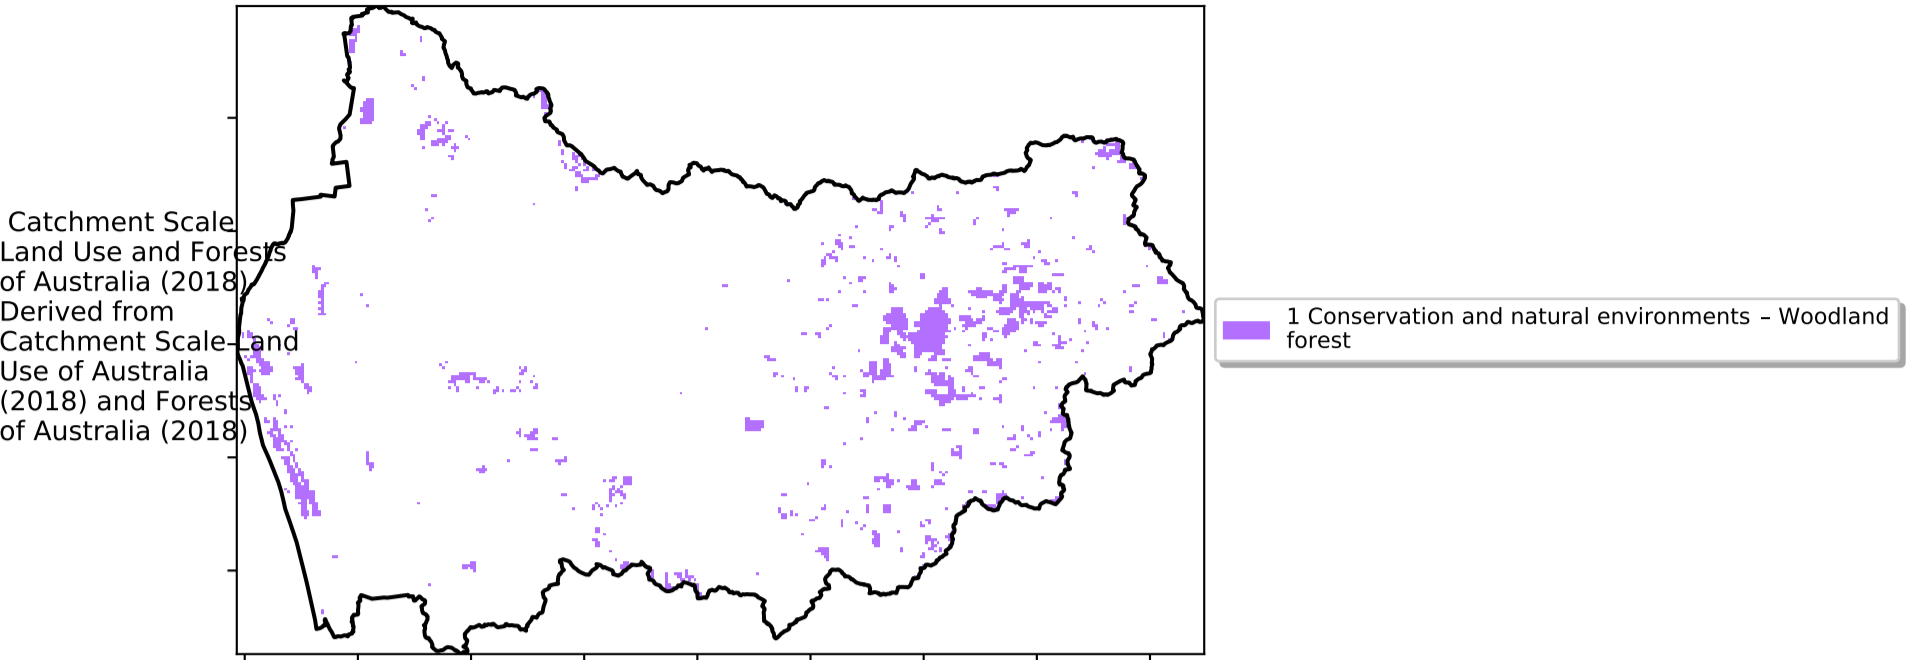 Catchment Scale
Land Use and Forests
of Australia (2018)
Derived from
Catchment Scale Land
Use of Australia
(2018) and Forests
of Australia (2018)
1 Conservation and natural environments – Woodland
forest